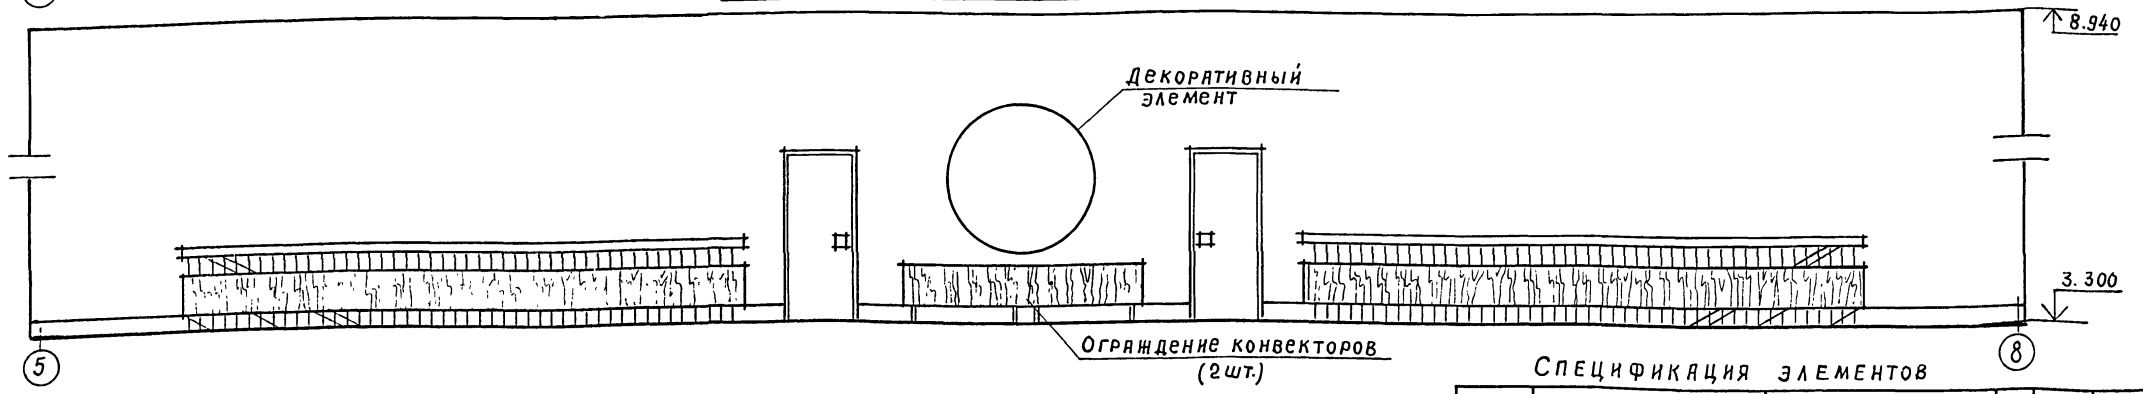 8.940
Декоративный
элемент
3.300
Ограждение конвекторов
(2шт.)
5
8
Спецификация элементов